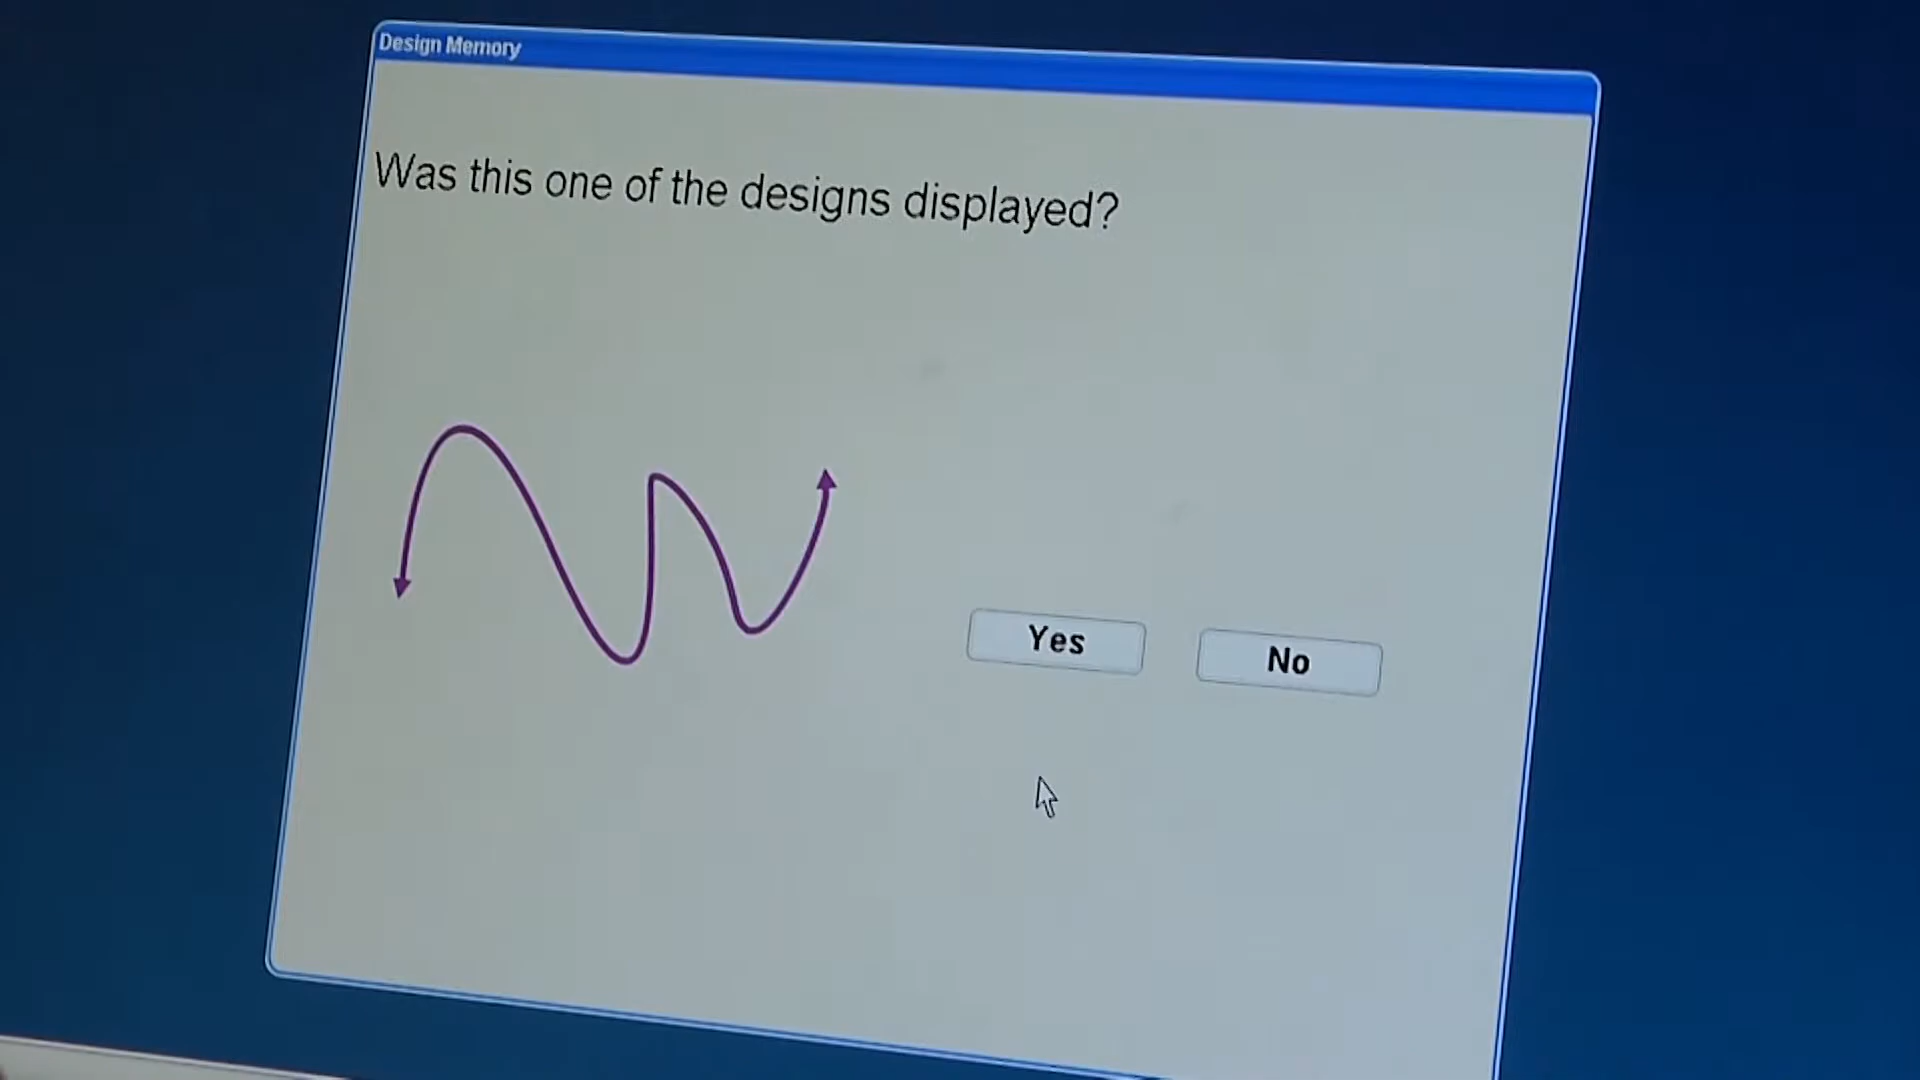 Design Memory
Was this one of the designs displayed?
Yes
No